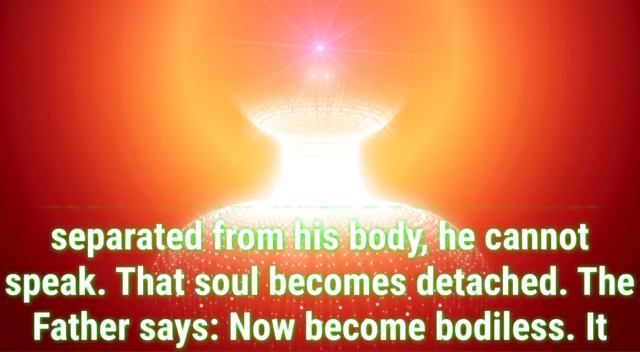 separated from his body, he cannot
speak. That soul becomes detached. The
Father says: Now become bodiless. It